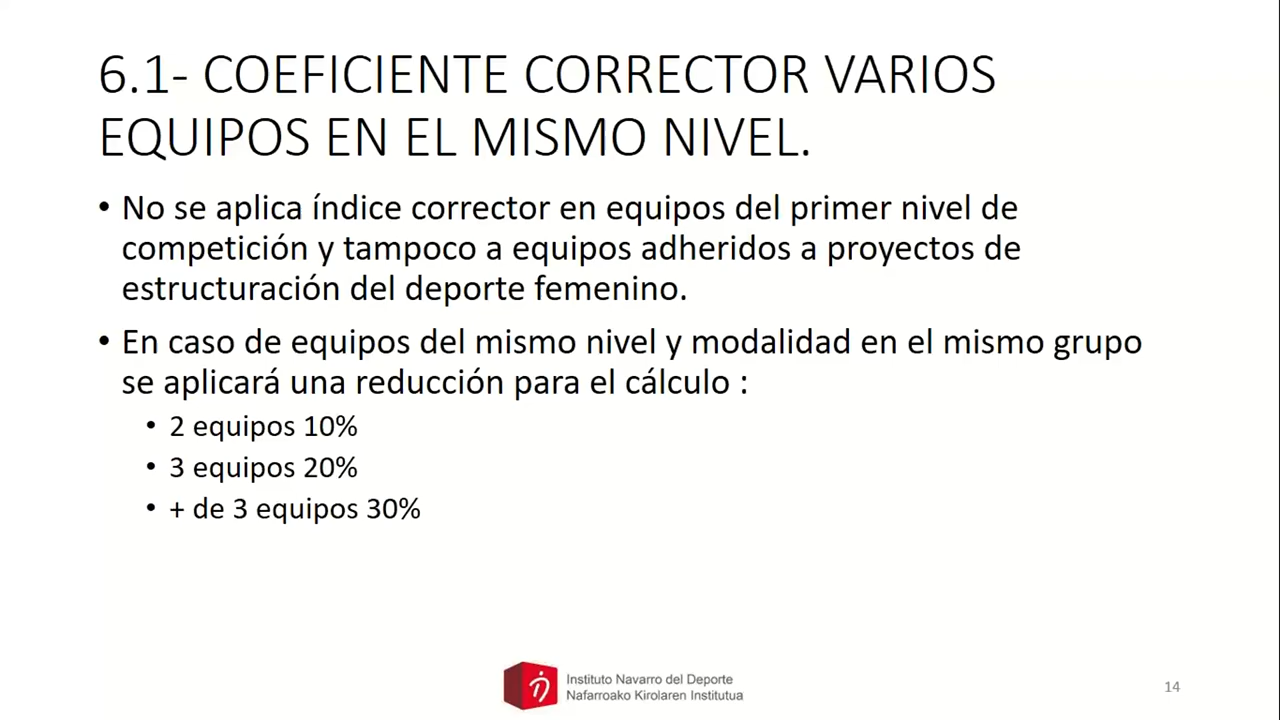 6.1- COEFICIENTE CORRECTOR VARIOS
EQUIPOS EN EL MISMO NIVEL.
• No se aplica índice corrector en equipos del primer nivel de
competición y tampoco a equipos adheridos a proyectos de
estructuración del deporte femenino.
• En caso de equipos del mismo nivel y modalidad en el mismo grupo
se aplicará una reducción para el cálculo :
• 2 equipos 10%
• 3 equipos 20%
• + de 3 equipos 30%
Instituto Navarro del Deporte
Nafarroako Kirolaren Institutua
14